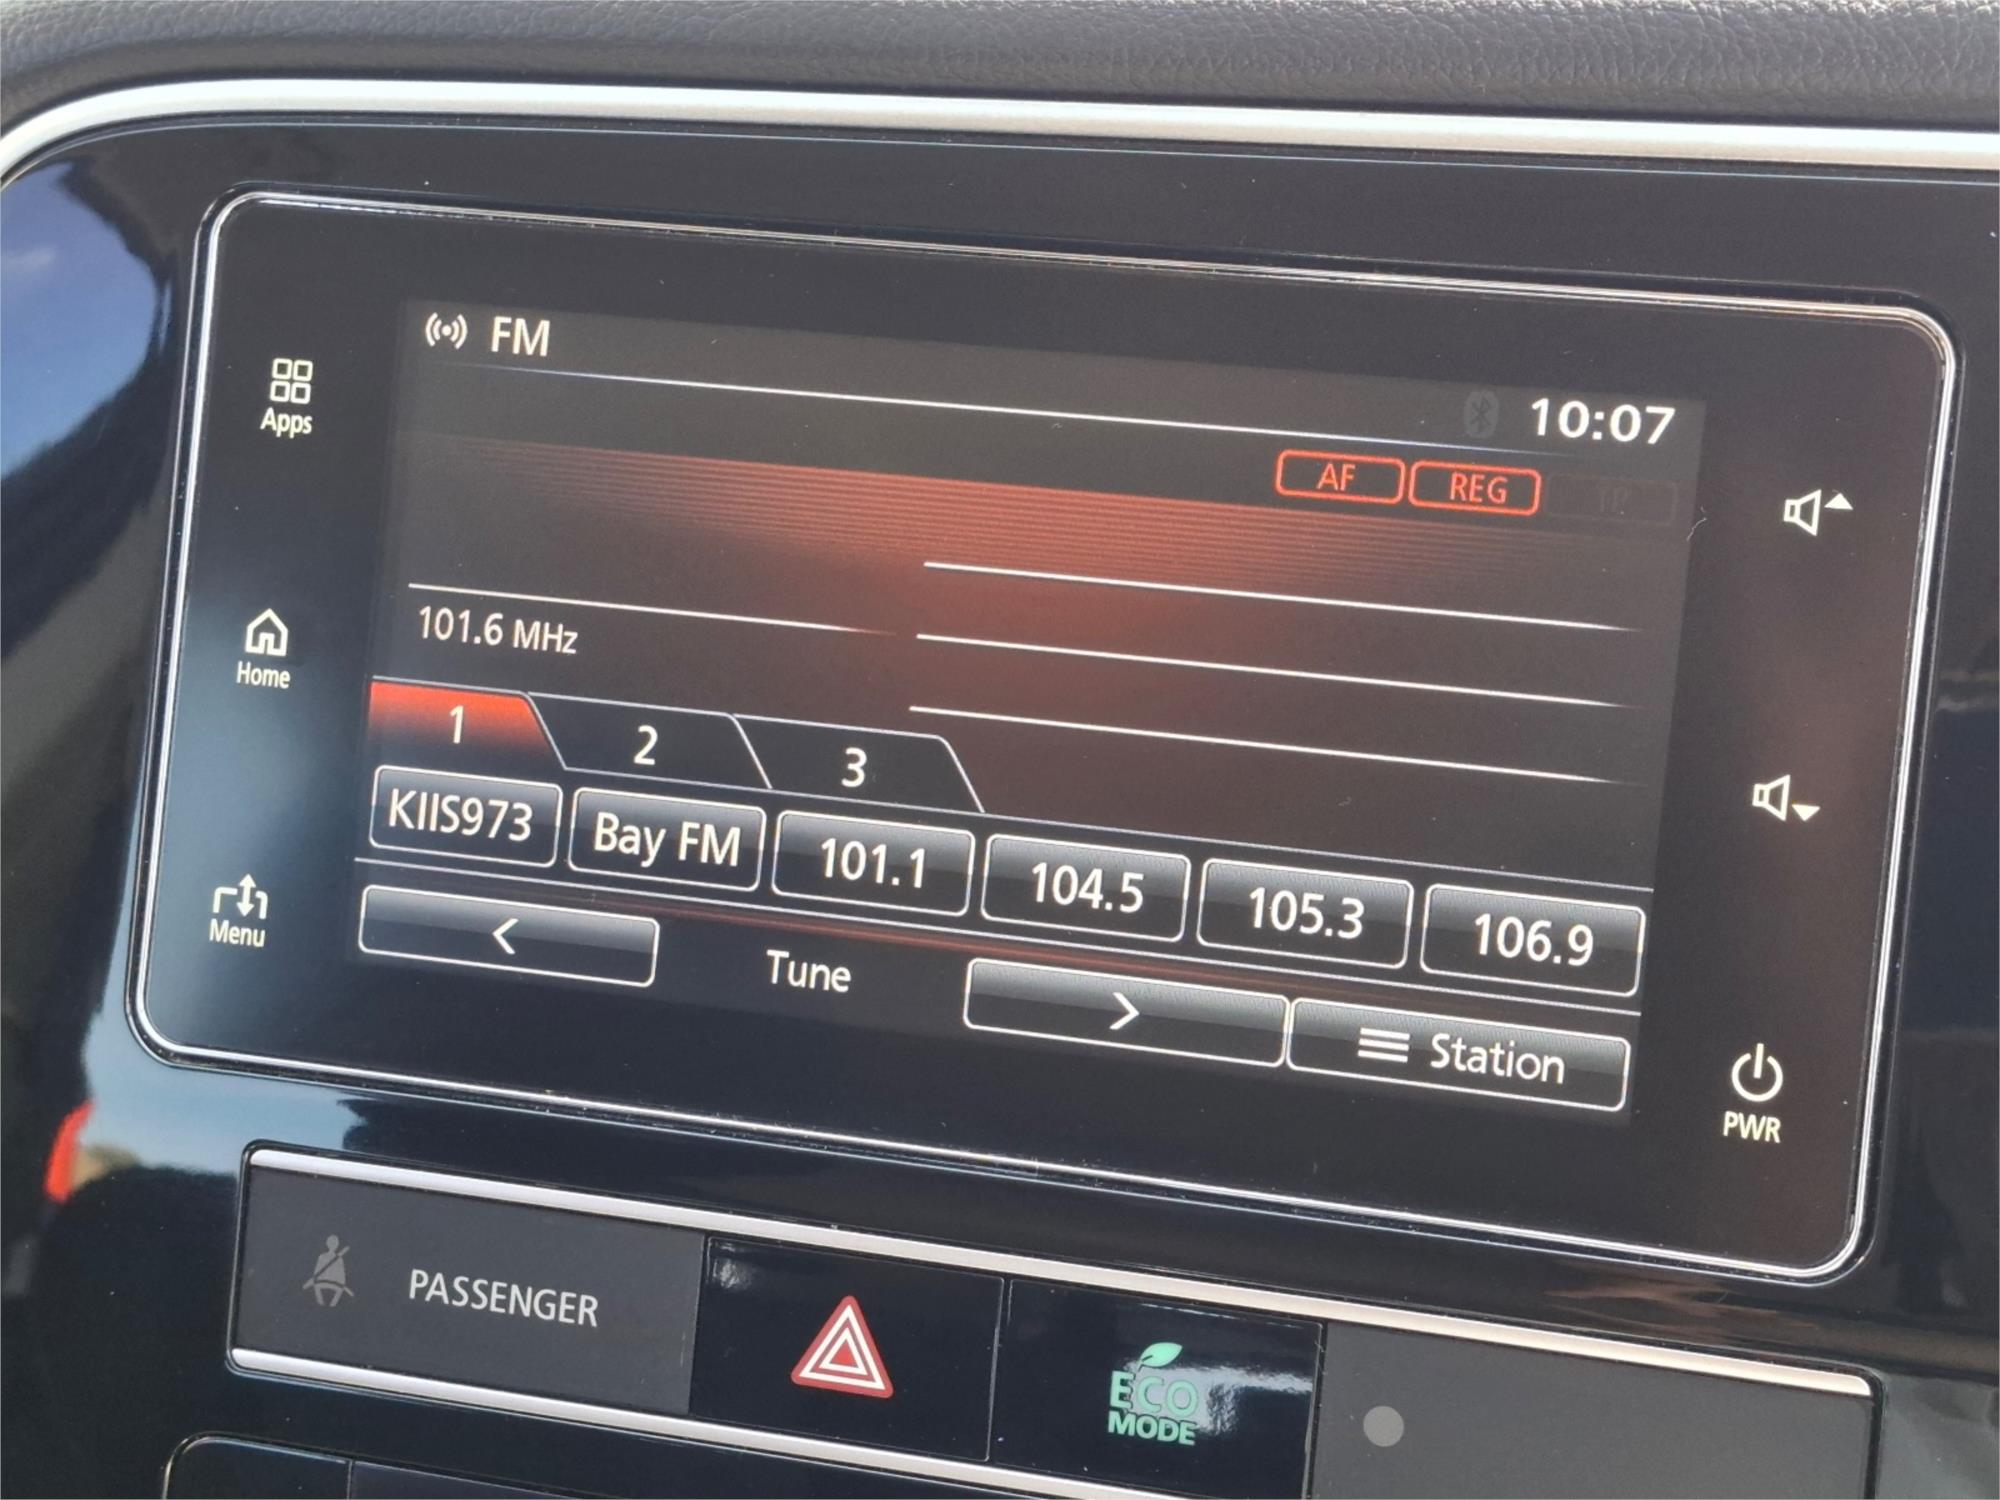 FM
10:07
Apps
AF REG TP
101.6 MHz
Home
1 2 3
KIIS973 Bay FM 101.1 104.5 105.3 106.9
Menu
< Tune > Station
PWR
PASSENGER
ECO
MODE